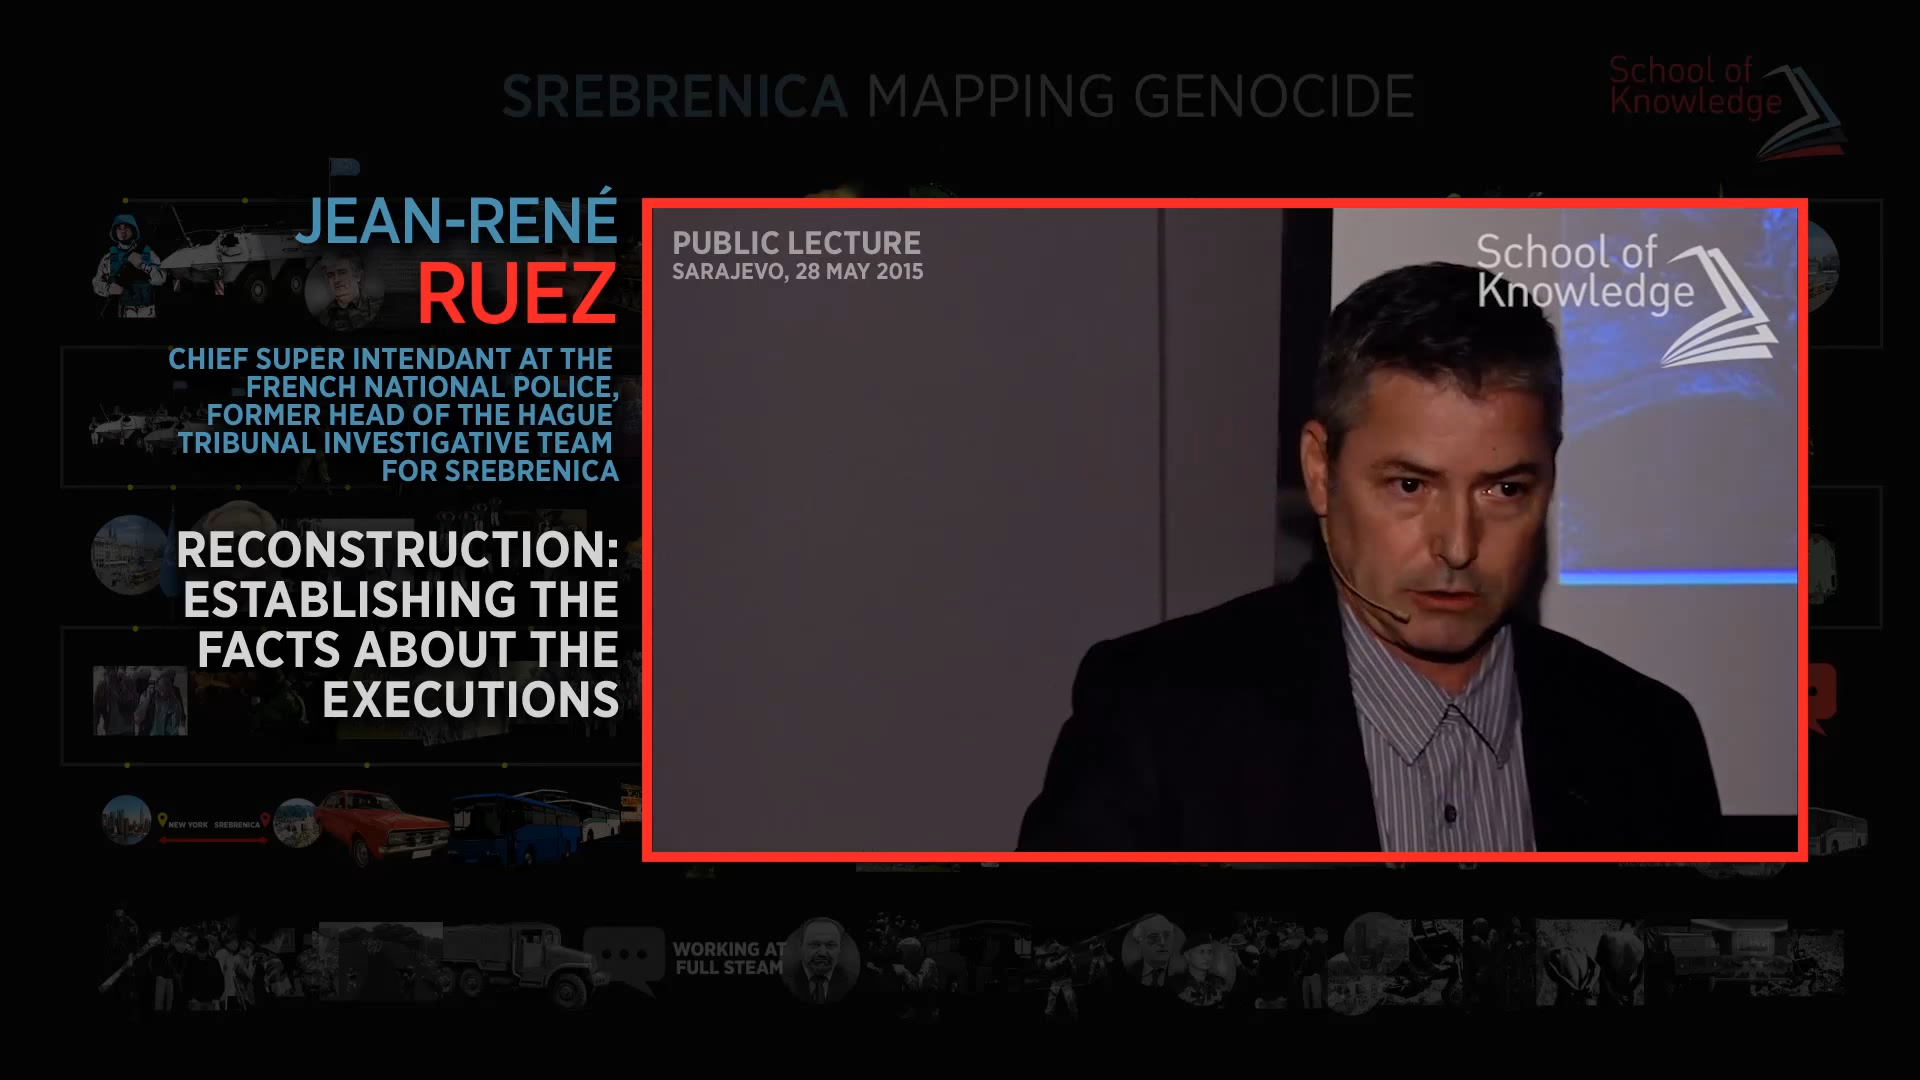 SREBRENICA MAPPING GENOCIDE
School of
Knowledge
JEAN-RENÉ
RUEZ
CHIEF SUPER INTENDANT AT THE
FRENCH NATIONAL POLICE,
FORMER HEAD OF THE HAGUE
TRIBUNAL INVESTIGATIVE TEAM
FOR SREBRENICA
RECONSTRUCTION:
ESTABLISHING THE
FACTS ABOUT THE
EXECUTIONS
PUBLIC LECTURE
SARAJEVO, 28 MAY 2015
School of
Knowledge
NEW YORK SREBRENICA
WORKING AT
FULL STEAM